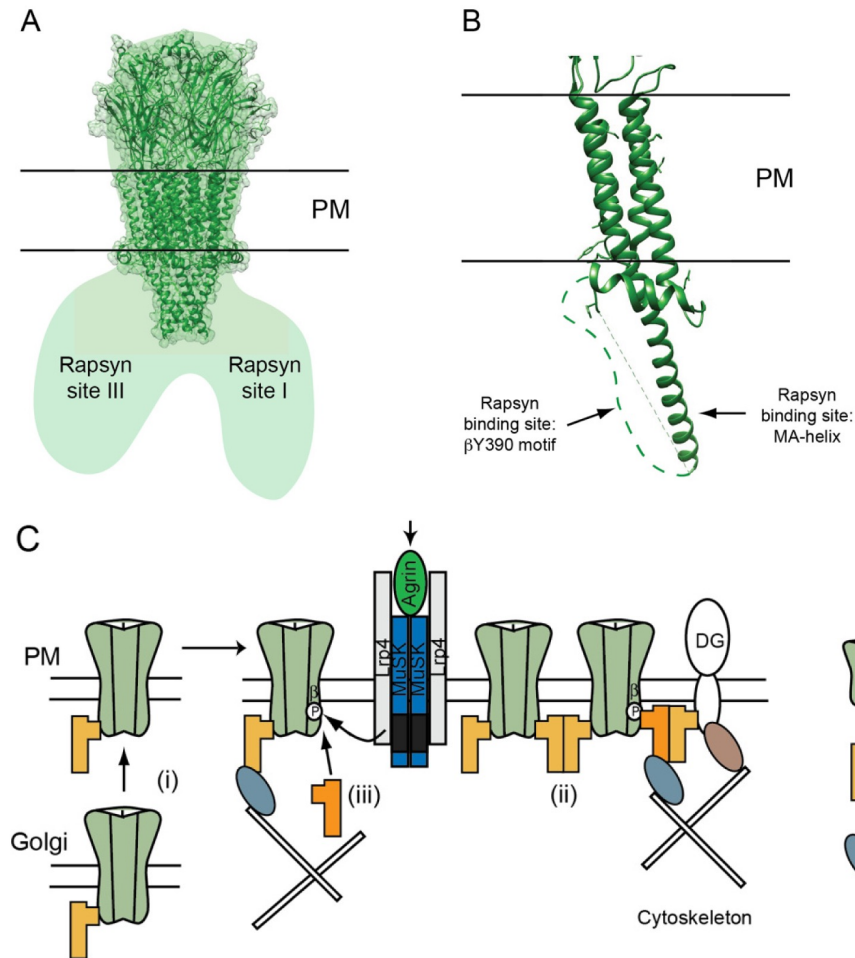 A
PM
Rapsyn
site III
Rapsyn
site I
B
PM
Rapsyn
binding site:
βY390 motif
Rapsyn
binding site:
MA-helix
C
PM
Golgi
(i)
β
P
(iii)
Lrp4
MuSK
Agrin
MuSK
Lrp4
(ii)
β
P
DG
Cytoskeleton